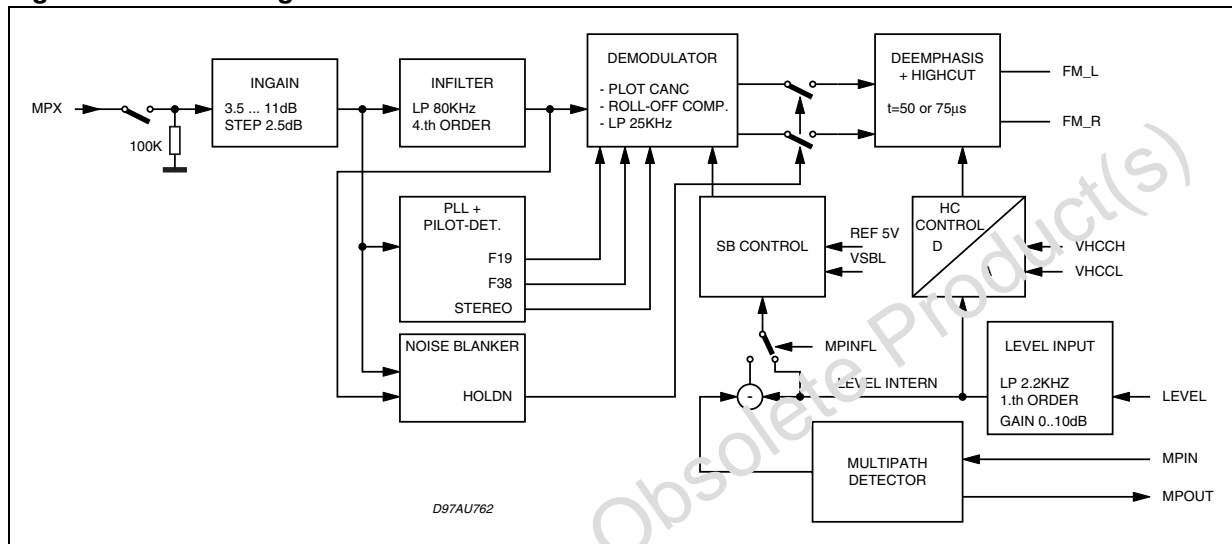 MPX
100K
INGAIN
3.5 ... 11dB
STEP 2.5dB
INFILTER
LP 80KHz
4.th ORDER
DEMODULATOR
- PLOT CANC
- ROLL-OFF COMP.
- LP 25KHz
DEEMPHASIS
+ HIGHCUT
t=50 or 75µs
FM_L
FM_R
PLL +
PILOT-DET.
F19
F38
STEREO
NOISE BLANKER
HOLDN
SB CONTROL
REF 5V
VSBL
HC
CONTROL
D
A
VHCCH
VHCCL
MPINFL
LEVEL INTERN
-
LEVEL INPUT
LP 2.2KHZ
1.th ORDER
GAIN 0..10dB
LEVEL
MULTIPATH
DETECTOR
MPIN
MPOUT
D97AU762
Obsolete Product(s)